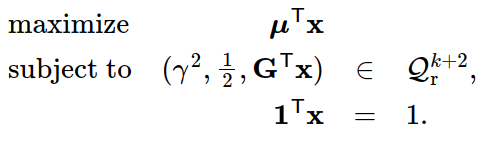 maximize μᵀx
subject to (γ², ½, Gᵀx) ∈ 𝒬ᵣᵏ⁺²,
1ᵀx = 1.